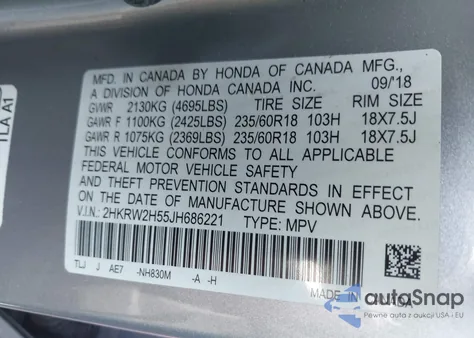 TLA A1
MFD. IN CANADA BY HONDA OF CANADA MFG.,
A DIVISION OF HONDA CANADA INC. 09/18
GVWR 2130KG (4695LBS) TIRE SIZE RIM SIZE
GAWR F 1100KG (2425LBS) 235/60R18 103H 18X7.5J
GAWR R 1075KG (2369LBS) 235/60R18 103H 18X7.5J
THIS VEHICLE CONFORMS TO ALL APPLICABLE
FEDERAL MOTOR VEHICLE SAFETY
AND THEFT PREVENTION STANDARDS IN EFFECT
ON THE DATE OF MANUFACTURE SHOWN ABOVE.
V.I.N.: 2HKRW2H55JH686221 TYPE: MPV
TLJ J AE7 -NH830M -A -H
MADE IN
autoSnap
Pewne auta z aukcji USA i EU